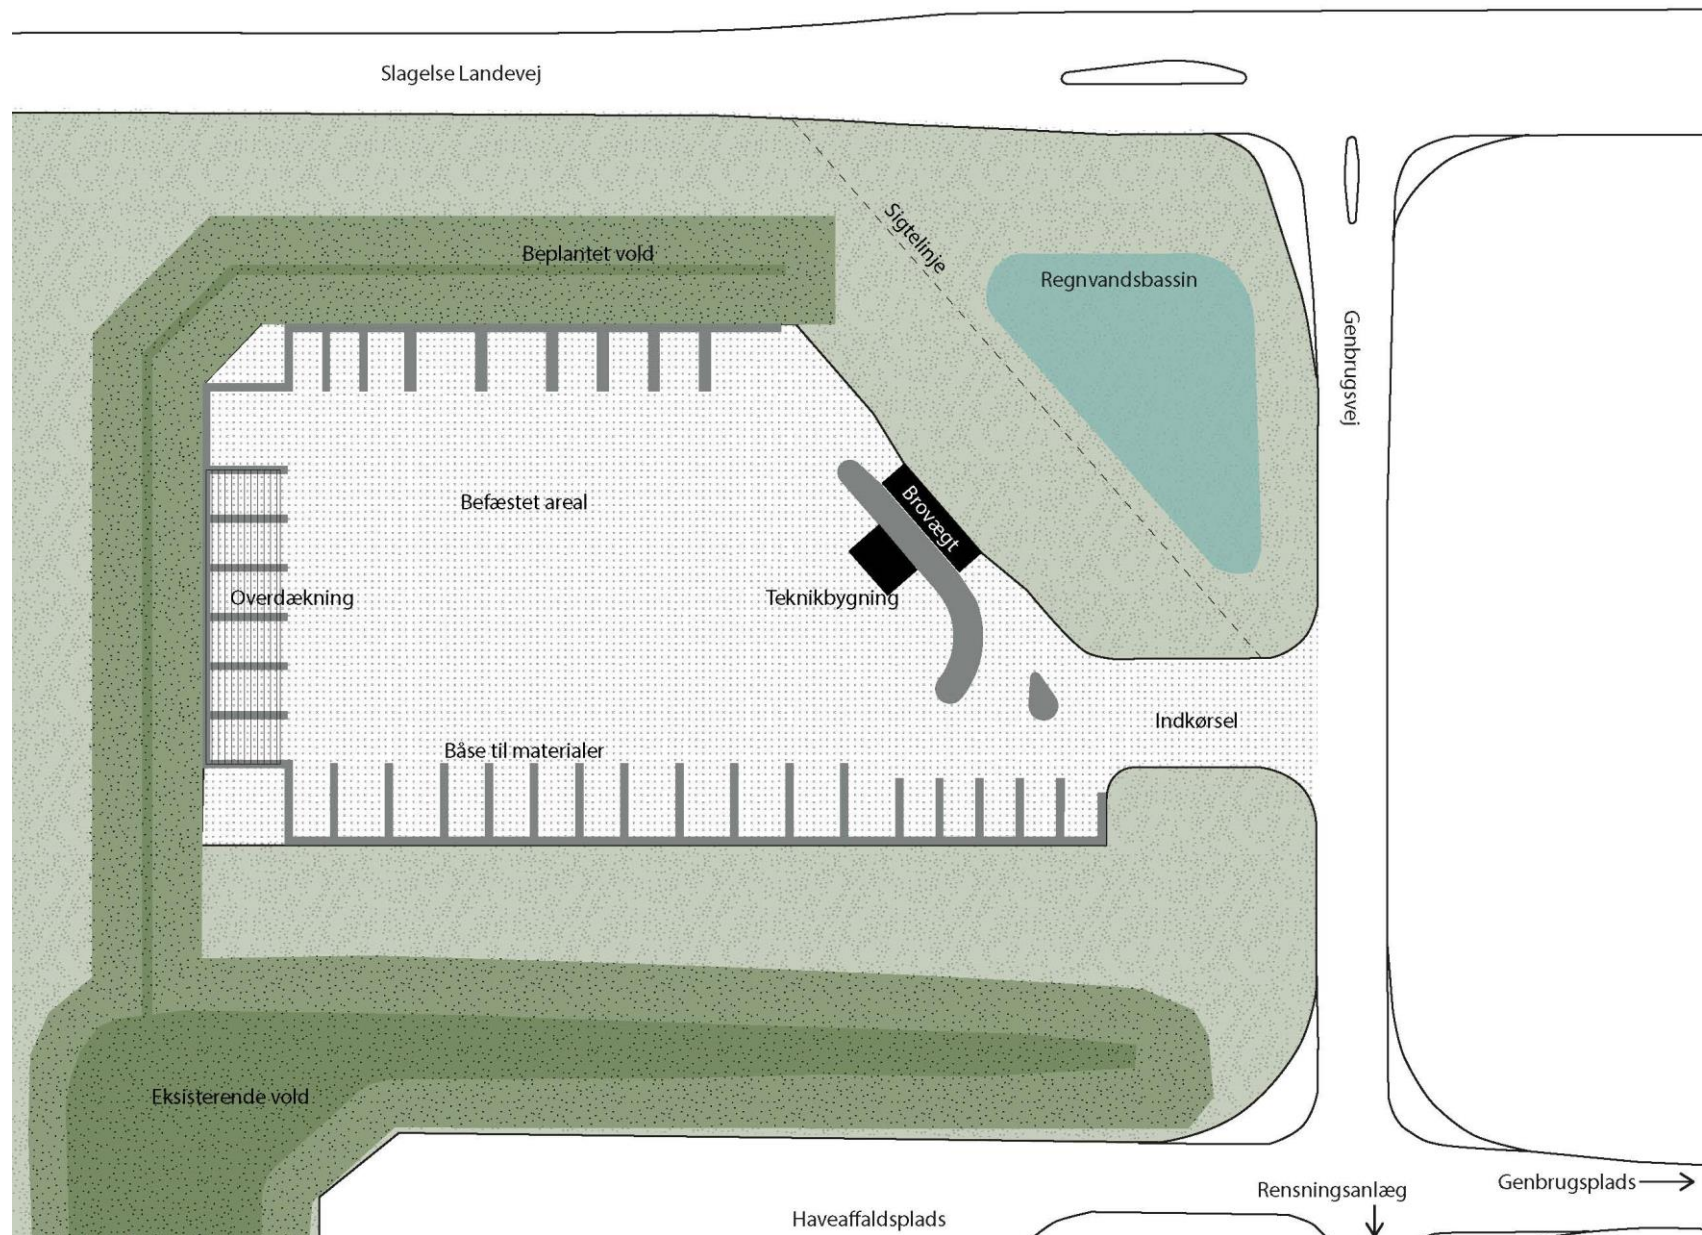 Slagelse Landevej
Sigtelinje
Beplantet vold
Regnvandsbassin
Genbrugsvej
Befæstet areal
Brovægt
Overdækning
Teknikbygning
Indkørsel
Båse til materialer
Eksisterende vold
Genbrugsplads
Rensningsanlæg
Haveaffaldsplads